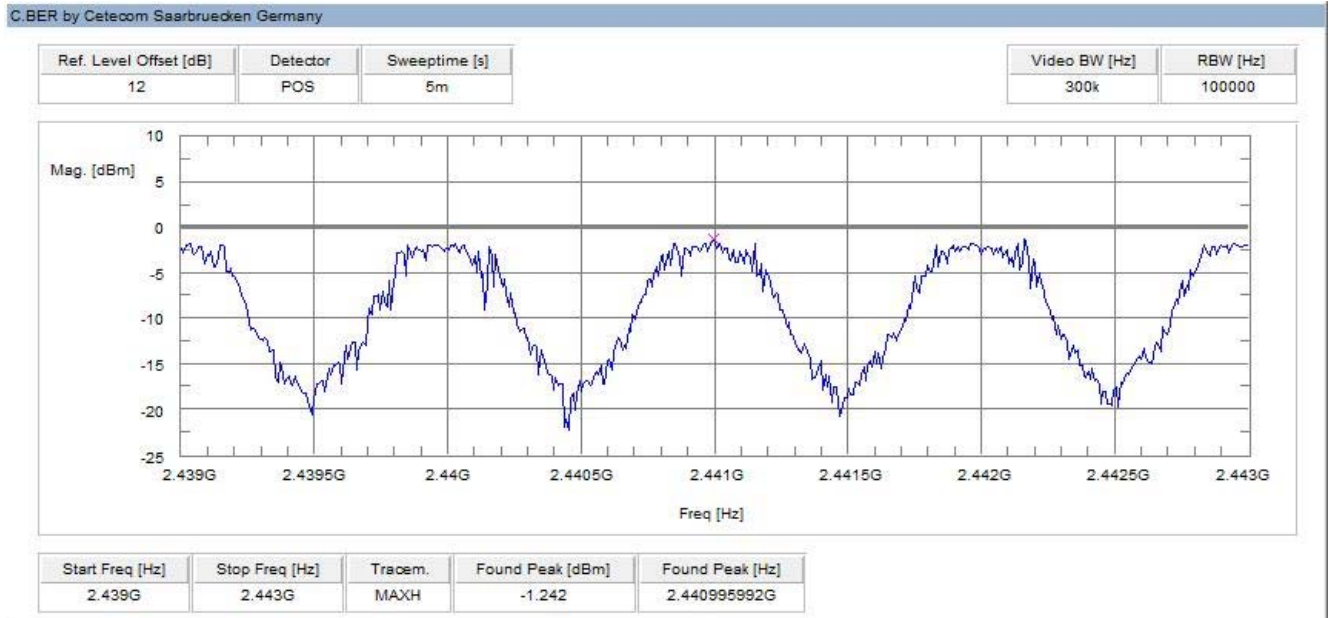 C.BER by Cetecom Saarbruecken Germany
Ref. Level Offset [dB] Detector Sweeptime [s] Video BW [Hz] RBW [Hz]
12 POS 5m 300k 100000
10
Mag. [dBm]
5
0
-5
-10
-15
-20
-25
2.439G 2.4395G 2.44G 2.4405G 2.441G 2.4415G 2.442G 2.4425G 2.443G
Freq [Hz]
Start Freq [Hz] Stop Freq [Hz] Tracem. Found Peak [dBm] Found Peak [Hz]
2.439G 2.443G MAXH -1.242 2.440995992G